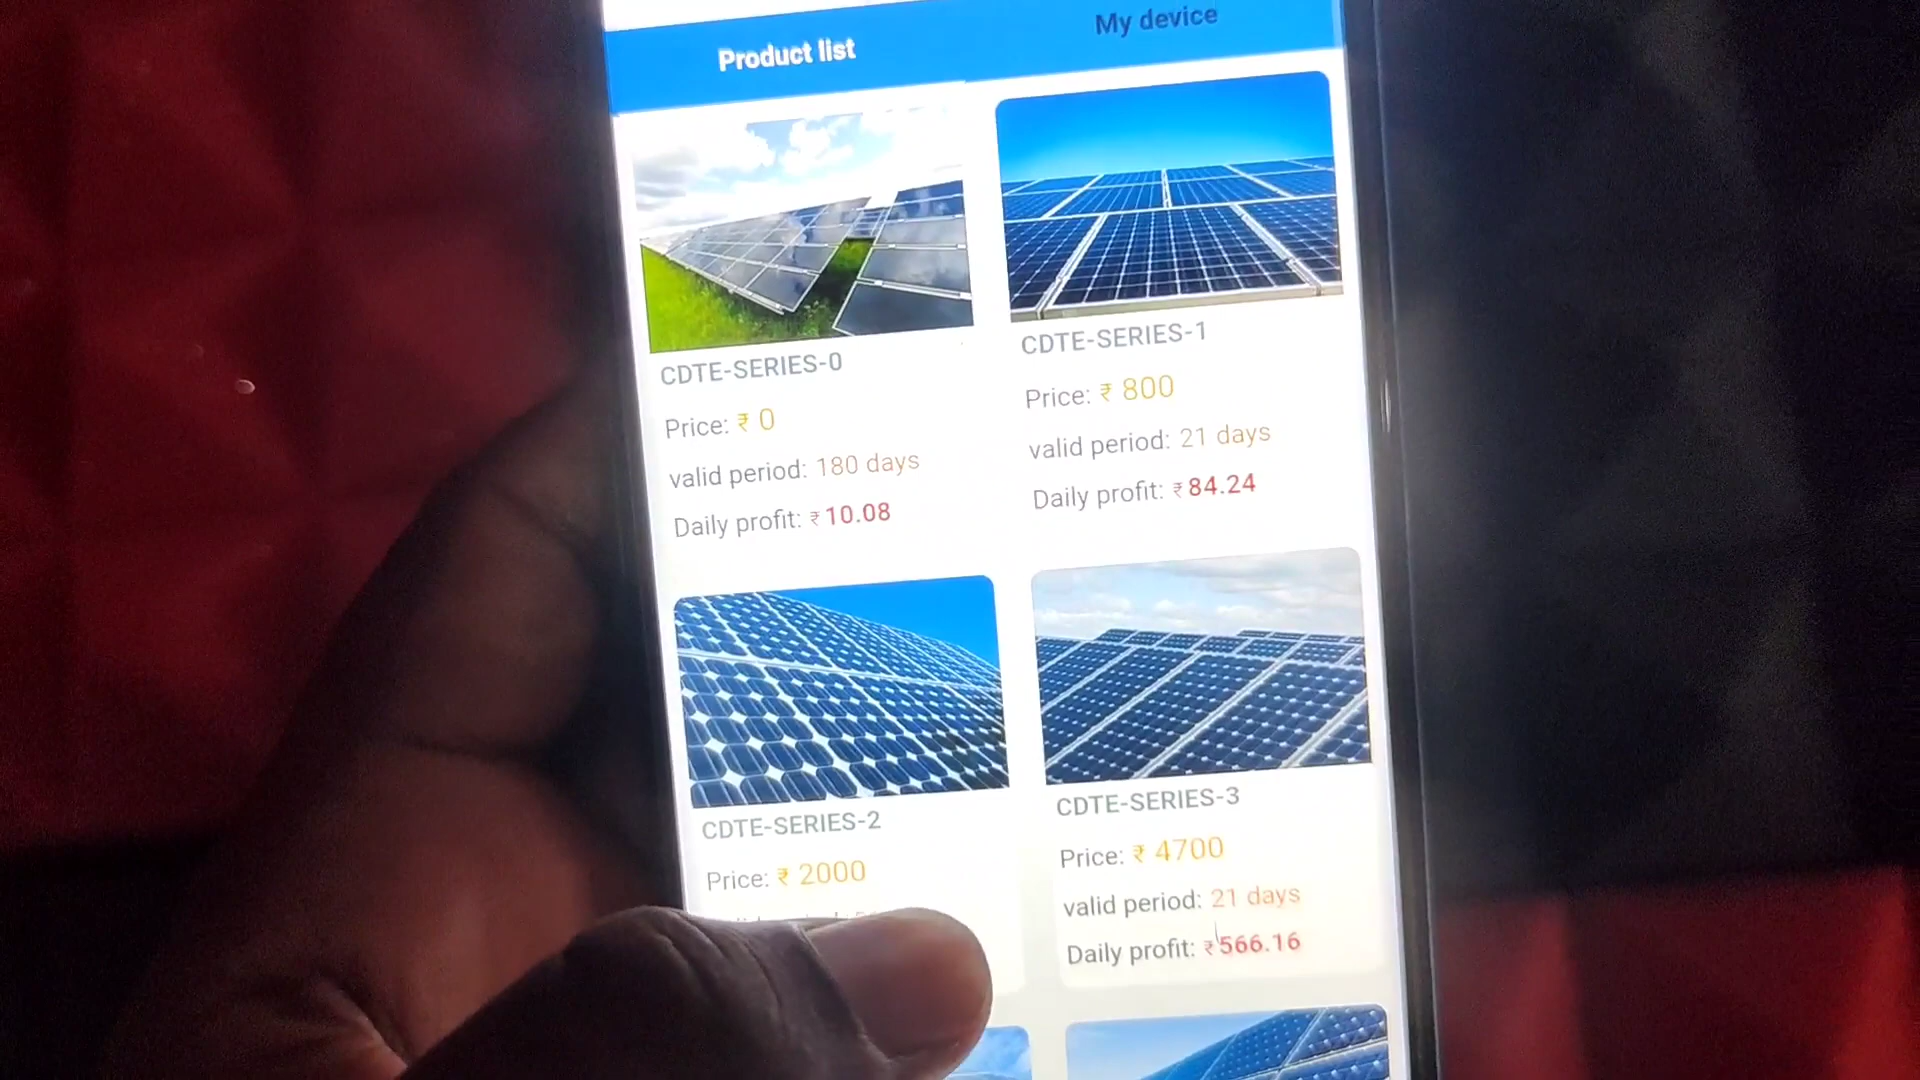 Product list
My device
CDTE-SERIES-0
Price: ₹ 0
valid period: 180 days
Daily profit: ₹10.08
CDTE-SERIES-1
Price: ₹ 800
valid period: 21 days
Daily profit: ₹84.24
CDTE-SERIES-2
Price: ₹ 2000
CDTE-SERIES-3
Price: ₹ 4700
valid period: 21 days
Daily profit: ₹566.16